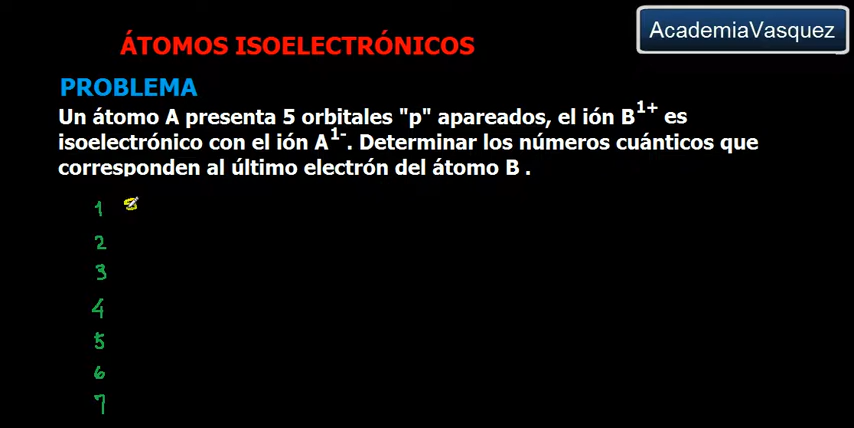 AcademiaVasquez
ÁTOMOS ISOELECTRÓNICOS
PROBLEMA
Un átomo A presenta 5 orbitales "p" apareados, el ión B¹⁺ es
isoelectrónico con el ión A¹⁻. Determinar los números cuánticos que
corresponden al último electrón del átomo B .
1
2
3
4
5
6
7